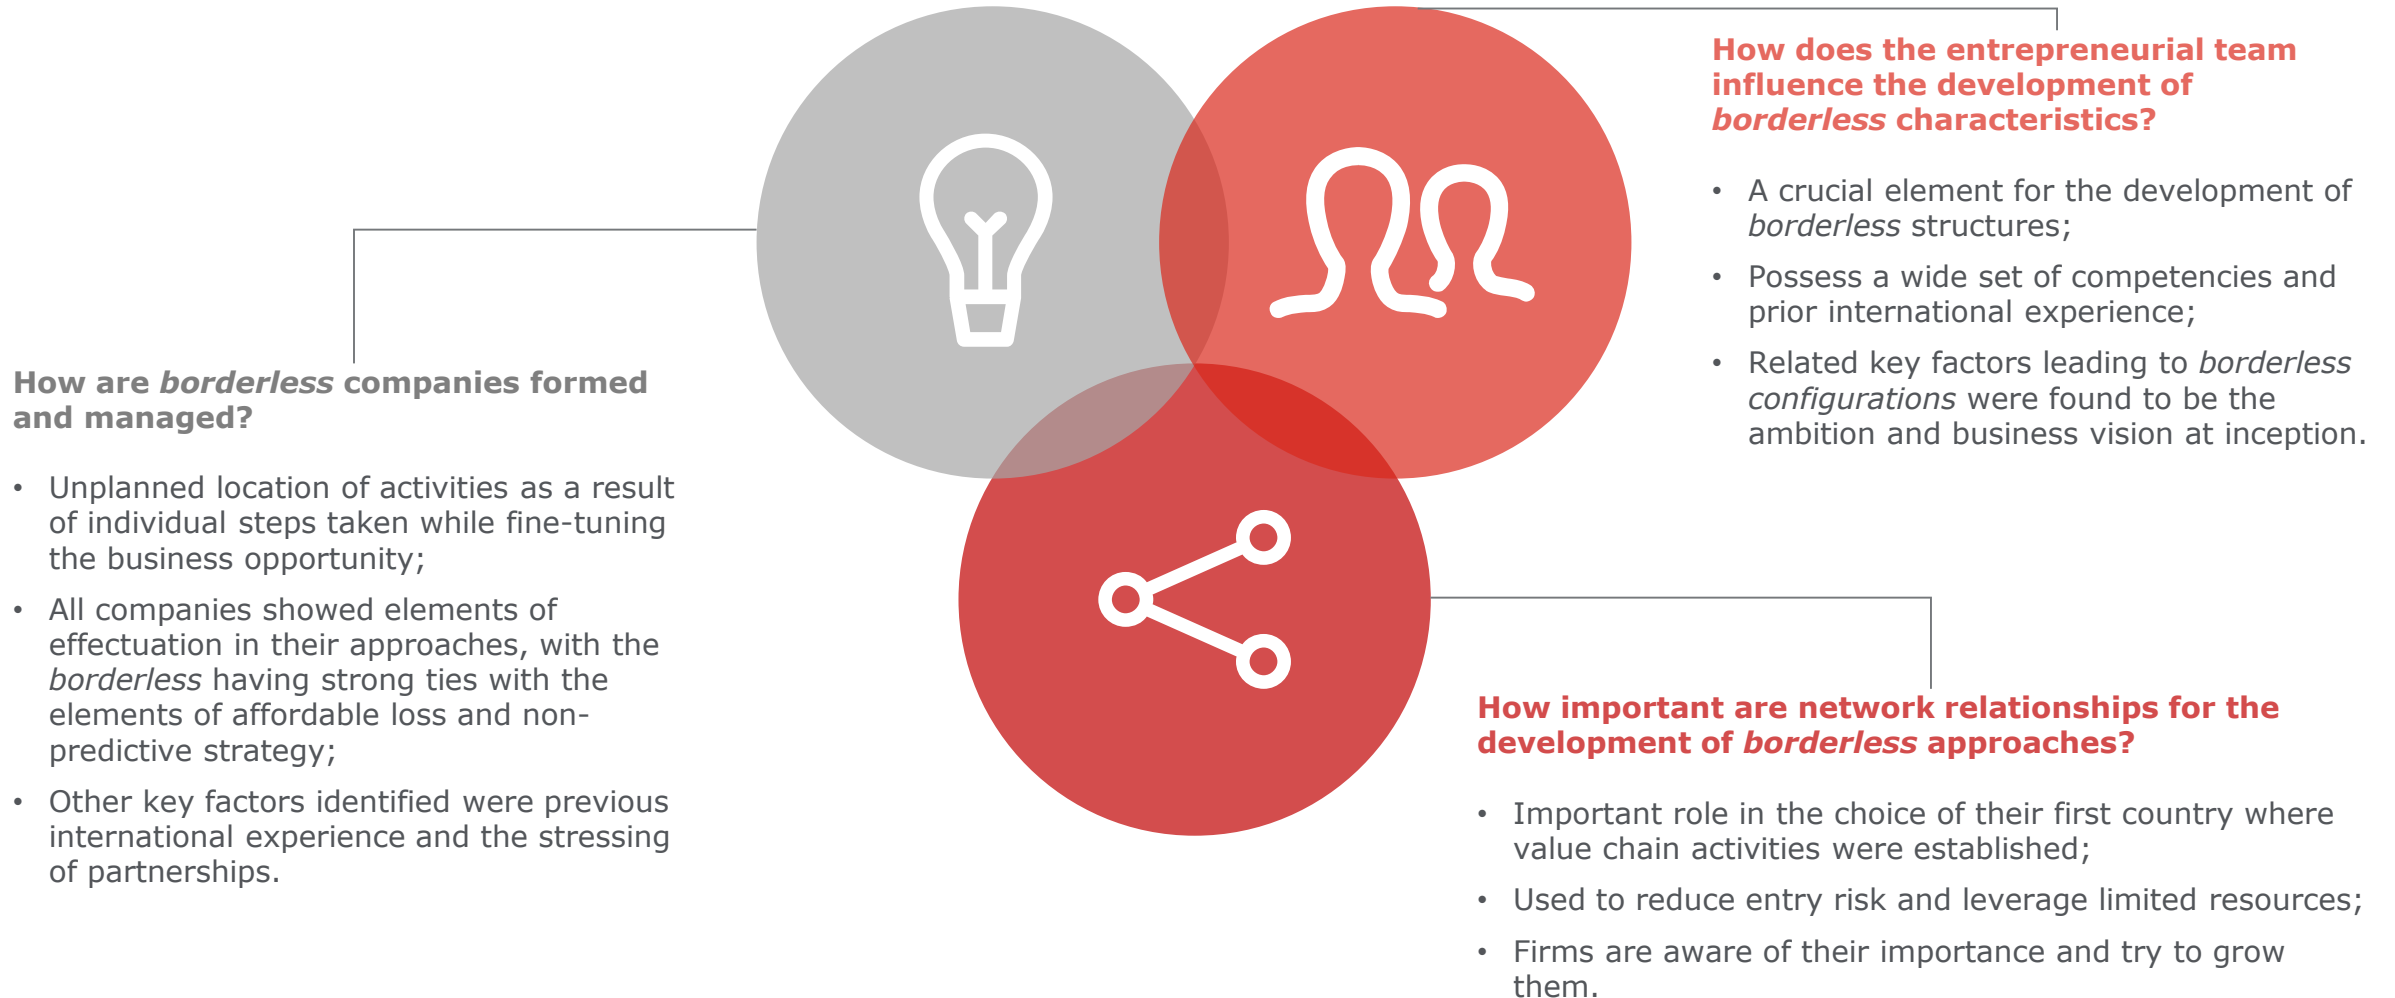 How are borderless companies formed
and managed?
• Unplanned location of activities as a result
of individual steps taken while fine-tuning
the business opportunity;
• All companies showed elements of
effectuation in their approaches, with the
borderless having strong ties with the
elements of affordable loss and non-
predictive strategy;
• Other key factors identified were previous
international experience and the stressing
of partnerships.
How does the entrepreneurial team
influence the development of
borderless characteristics?
• A crucial element for the development of
borderless structures;
• Possess a wide set of competencies and
prior international experience;
• Related key factors leading to borderless
configurations were found to be the
ambition and business vision at inception.
How important are network relationships for the
development of borderless approaches?
• Important role in the choice of their first country where
value chain activities were established;
• Used to reduce entry risk and leverage limited resources;
• Firms are aware of their importance and try to grow
them.